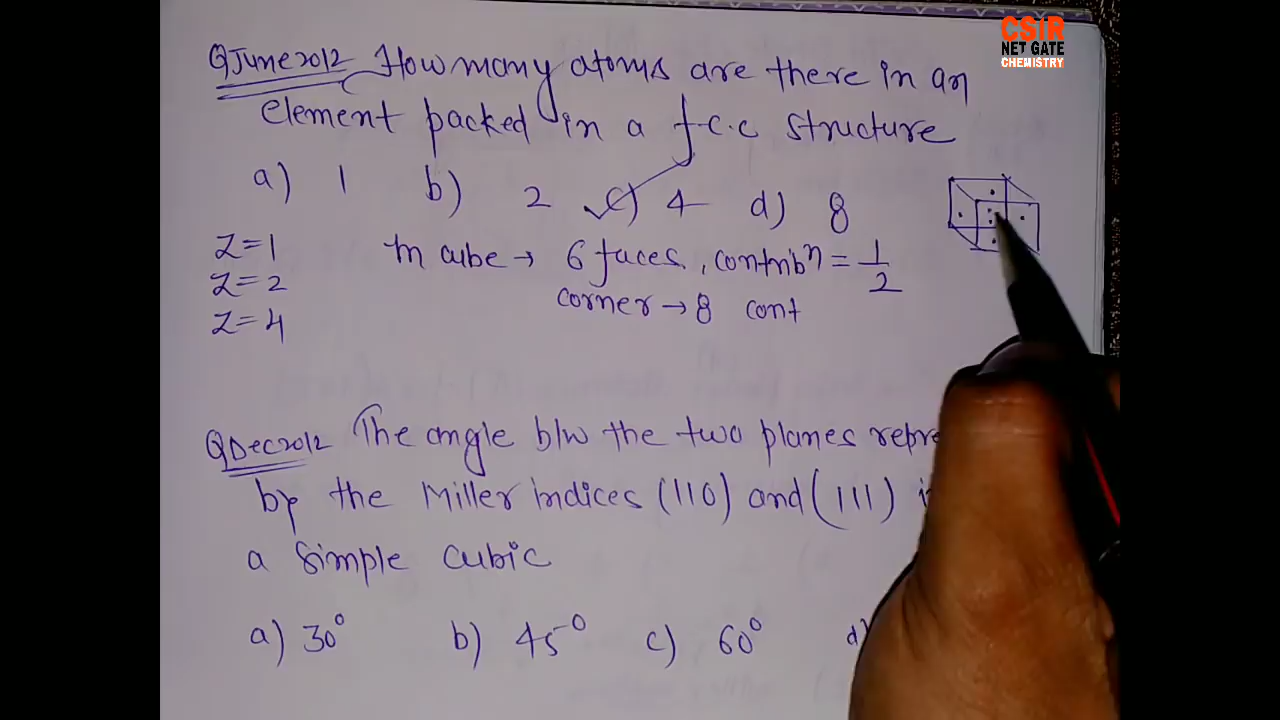 CSIR
NET GATE
CHEMISTRY
Q June 2012 How many atoms are there in an
element packed in a f.c.c structure
a) 1 b) 2 c) 4 d) 8
Z=1 In cube → 6 faces, contribⁿ = 1/2
Z=2 corner → 8 cont
Z=4
Q Dec 2012 The angle b/w the two planes repre
by the Miller indices (110) and (111) i
a simple cubic
a) 30° b) 45° c) 60° d)